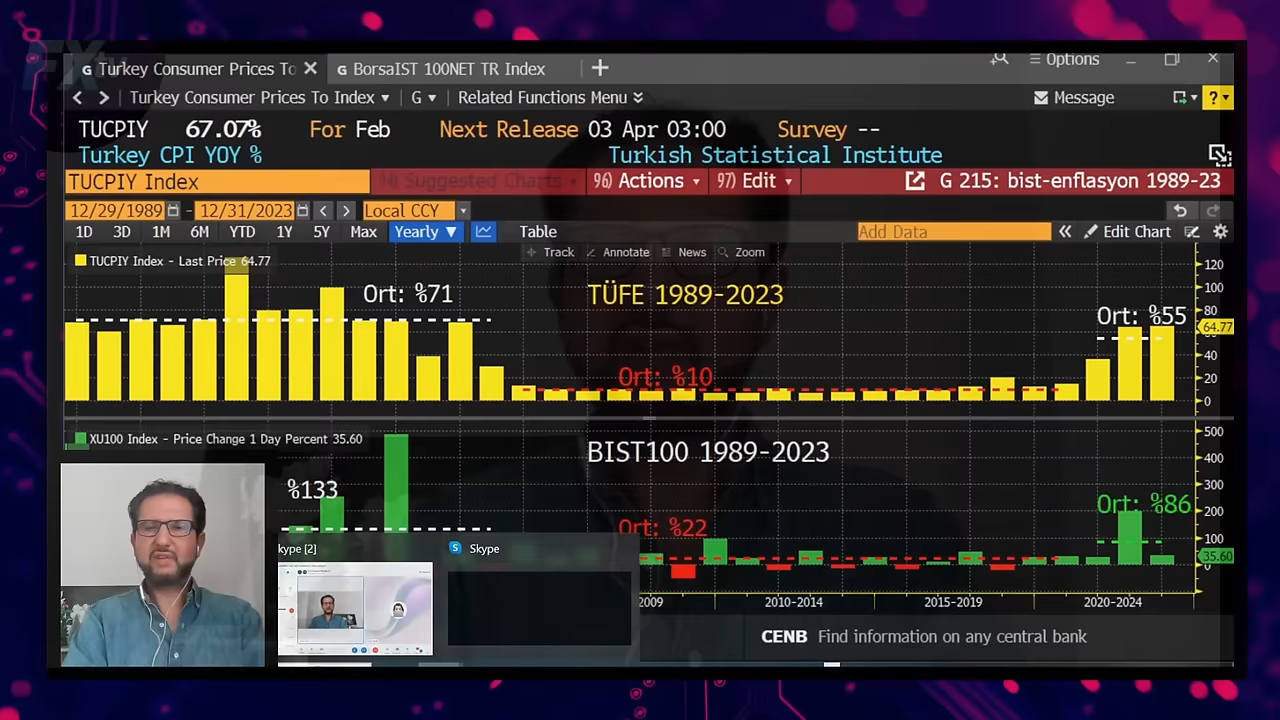 FX
Turkey Consumer Prices To
G BorsaIST 100NET TR Index
Options
Turkey Consumer Prices To Index
G
Related Functions Menu
Message
?
TUCPIY 67.07% For Feb Next Release 03 Apr 03:00 Survey --
Turkey CPI YOY %
Turkish Statistical Institute
TUCPIY Index
Suggested Charts
96) Actions
97) Edit
G 215: bist-enflasyon 1989-23
12/29/1989 - 12/31/2023
Local CCY
1D 3D 1M 6M YTD 1Y 5Y Max Yearly
Table
Add Data
Edit Chart
Track Annotate News Zoom
TUCPIY Index - Last Price 64.77
Ort: %71
TÜFE 1989-2023
Ort: %55
Ort: %10
120
100
80
64.77
40
20
0
XU100 Index - Price Change 1 Day Percent 35.60
BIST100 1989-2023
%133
Ort: %22
Ort: %86
500
400
300
200
100
35.60
0
kype [2]
Skype
2009
2010-2014
2015-2019
2020-2024
CENB Find information on any central bank